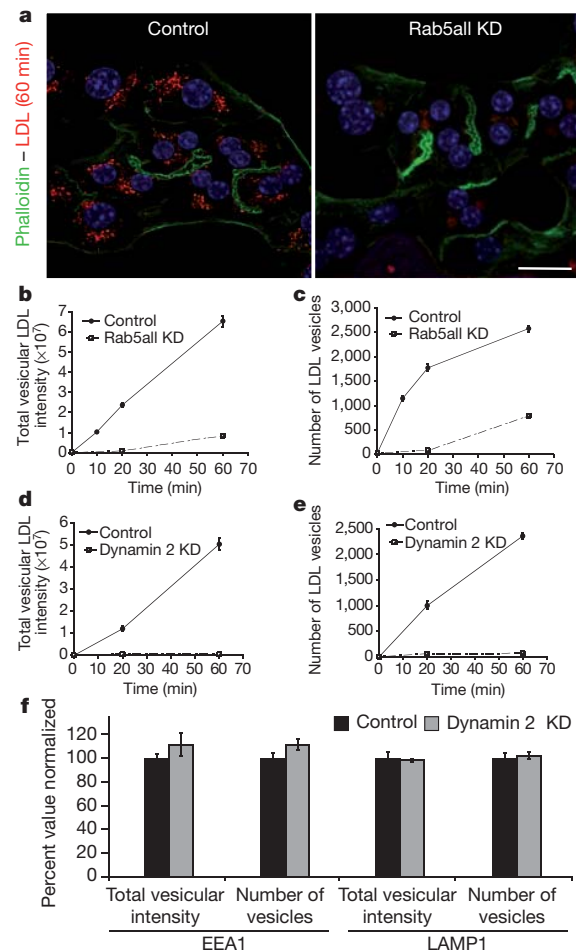 a
Control
Rab5all KD
Phalloidin – LDL (60 min)
b
Total vesicular LDL
intensity (×10⁷)
7
6
5
4
3
2
1
0
Control
Rab5all KD
0 10 20 30 40 50 60 70
Time (min)
c
Number of LDL vesicles
3,000
2,500
2,000
1,500
1,000
500
0
Control
Rab5all KD
0 10 20 30 40 50 60 70
Time (min)
d
Total vesicular LDL
intensity (×10⁷)
6
5
4
3
2
1
0
Control
Dynamin 2 KD
0 10 20 30 40 50 60 70
Time (min)
e
Number of LDL vesicles
2,500
2,000
1,500
1,000
500
0
Control
Dynamin 2 KD
0 10 20 30 40 50 60 70
Time (min)
f
Percent value normalized
120
100
80
60
40
20
0
Control
Dynamin 2 KD
Total vesicular
intensity
Number of
vesicles
Total vesicular
intensity
Number of
vesicles
EEA1
LAMP1